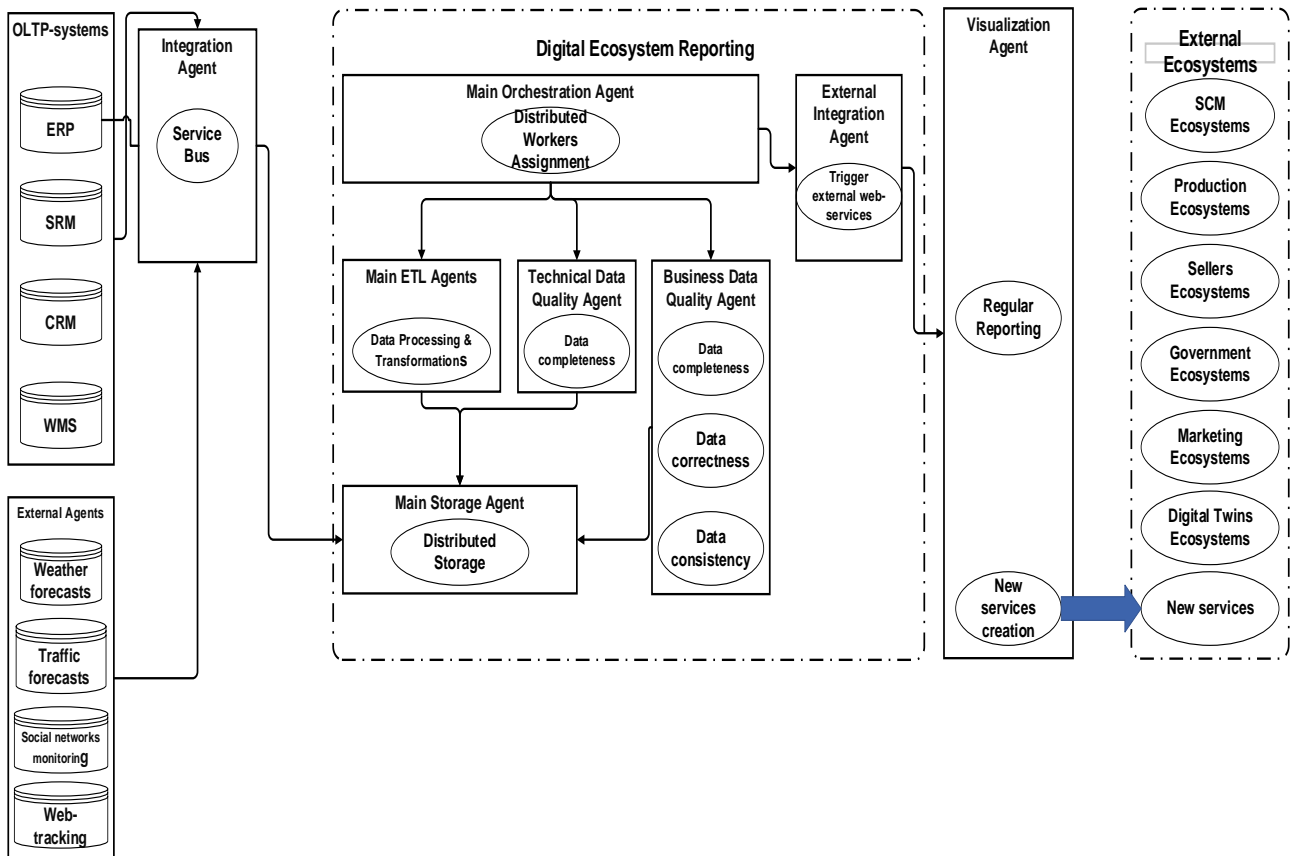 OLTP-systems
ERP
SRM
CRM
WMS
External Agents
Weather
forecasts
Traffic
forecasts
Social networks
monitoring
Web-
tracking
Integration
Agent
Service
Bus
Digital Ecosystem Reporting
Main Orchestration Agent
Distributed
Workers
Assignment
External
Integration
Agent
Trigger
external web-
services
Main ETL Agents
Data Processing &
Transformations
Technical Data
Quality Agent
Data
completeness
Business Data
Quality Agent
Data
completeness
Data
correctness
Data
consistency
Main Storage Agent
Distributed
Storage
Visualization
Agent
Regular
Reporting
New
services
creation
External
Ecosystems
SCM
Ecosystems
Production
Ecosystems
Sellers
Ecosystems
Government
Ecosystems
Marketing
Ecosystems
Digital Twins
Ecosystems
New services